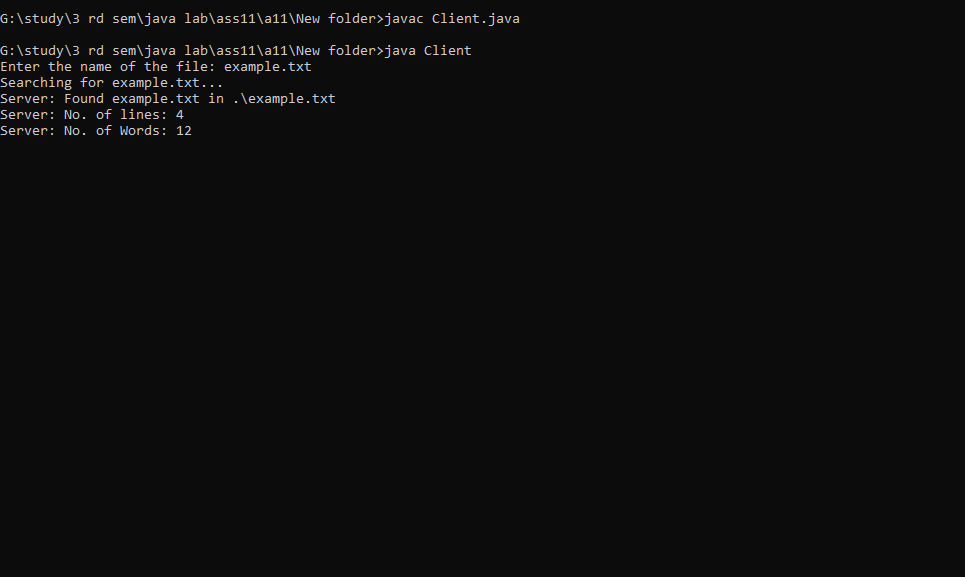 G:\study\3 rd sem\java lab\ass11\a11\New folder>javac Client.java
G:\study\3 rd sem\java lab\ass11\a11\New folder>java Client
Enter the name of the file: example.txt
Searching for example.txt...
Server: Found example.txt in .\example.txt
Server: No. of lines: 4
Server: No. of Words: 12